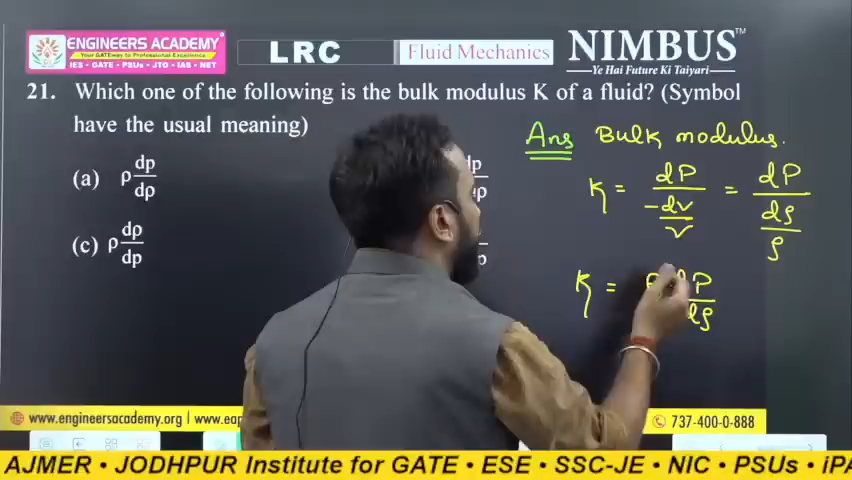 ENGINEERS ACADEMY
Your GATEway to Professional Excellence
IES • GATE • PSUs • JTO • IAS • NET
LRC
Fluid Mechanics
NIMBUS™
Ye Hai Future Ki Taiyari
21. Which one of the following is the bulk modulus K of a fluid? (Symbol
have the usual meaning)
(a) ρ dp/dρ
(c) ρ dρ/dp
Ans Bulk modulus.
K = dP/(-dv/v) = dP/(dρ/ρ)
K =
www.engineersacademy.org |
737-400-0-888
AJMER • JODHPUR Institute for GATE • ESE • SSC-JE • NIC • PSUs •